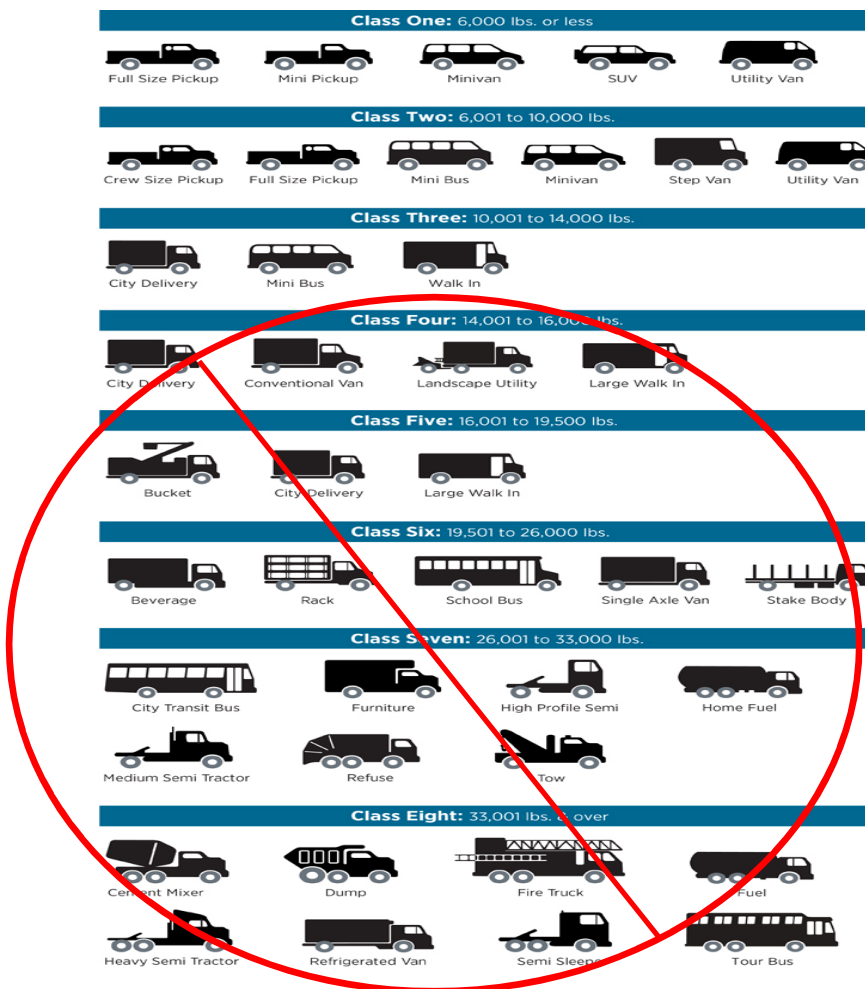 Class One: 6,000 lbs. or less
Full Size Pickup Mini Pickup Minivan SUV Utility Van
Class Two: 6,001 to 10,000 lbs.
Crew Size Pickup Full Size Pickup Mini Bus Minivan Step Van Utility Van
Class Three: 10,001 to 14,000 lbs.
City Delivery Mini Bus Walk In
Class Four: 14,001 to 16,000 lbs.
City Delivery Conventional Van Landscape Utility Large Walk In
Class Five: 16,001 to 19,500 lbs.
Bucket City Delivery Large Walk In
Class Six: 19,501 to 26,000 lbs.
Beverage Rack School Bus Single Axle Van Stake Body
Class Seven: 26,001 to 33,000 lbs.
City Transit Bus Furniture High Profile Semi Home Fuel
Medium Semi Tractor Refuse Tow
Class Eight: 33,001 lbs. & over
Cement Mixer Dump Fire Truck Fuel
Heavy Semi Tractor Refrigerated Van Semi Sleeper Tour Bus